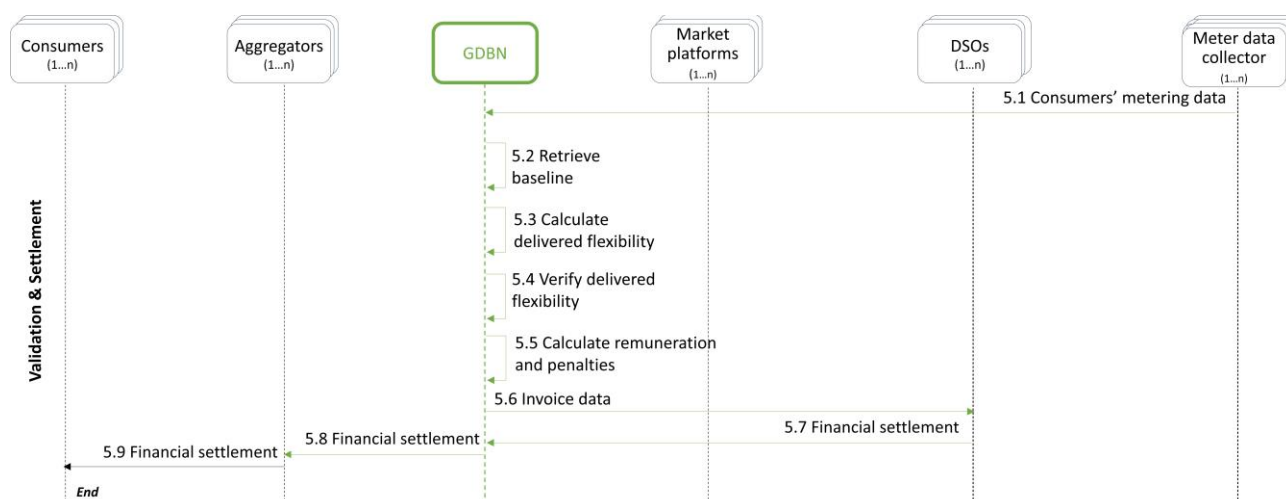 Consumers
(1...n)
Aggregators
(1...n)
GDBN
Market
platforms
(1...n)
DSOs
(1...n)
Meter data
collector
(1...n)
Validation & Settlement
5.1 Consumers’ metering data
5.2 Retrieve
baseline
5.3 Calculate
delivered flexibility
5.4 Verify delivered
flexibility
5.5 Calculate remuneration
and penalties
5.6 Invoice data
5.7 Financial settlement
5.8 Financial settlement
5.9 Financial settlement
End